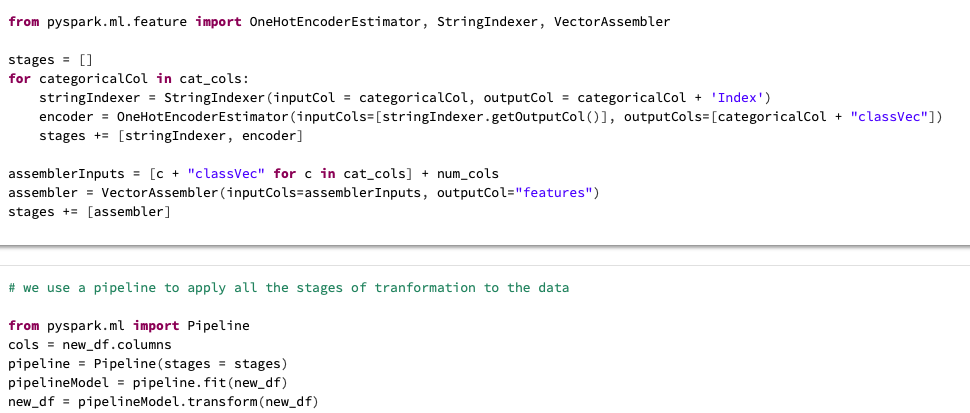 from pyspark.ml.feature import OneHotEncoderEstimator, StringIndexer, VectorAssembler
stages = []
for categoricalCol in cat_cols:
    stringIndexer = StringIndexer(inputCol = categoricalCol, outputCol = categoricalCol + 'Index')
    encoder = OneHotEncoderEstimator(inputCols=[stringIndexer.getOutputCol()], outputCols=[categoricalCol + "classVec"])
    stages += [stringIndexer, encoder]
assemblerInputs = [c + "classVec" for c in cat_cols] + num_cols
assembler = VectorAssembler(inputCols=assemblerInputs, outputCol="features")
stages += [assembler]
# we use a pipeline to apply all the stages of tranformation to the data
from pyspark.ml import Pipeline
cols = new_df.columns
pipeline = Pipeline(stages = stages)
pipelineModel = pipeline.fit(new_df)
new_df = pipelineModel.transform(new_df)